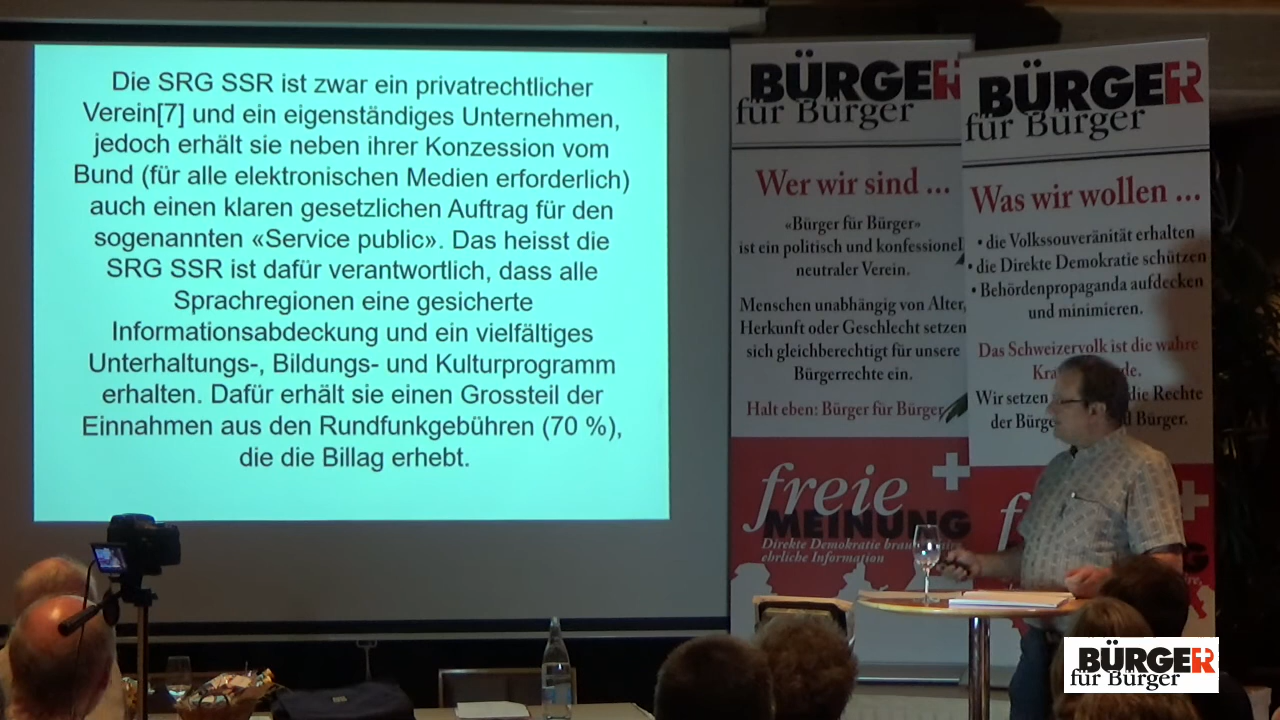 Die SRG SSR ist zwar ein privatrechtlicher
Verein[7] und ein eigenständiges Unternehmen,
jedoch erhält sie neben ihrer Konzession vom
Bund (für alle elektronischen Medien erforderlich)
auch einen klaren gesetzlichen Auftrag für den
sogenannten «Service public». Das heisst die
SRG SSR ist dafür verantwortlich, dass alle
Sprachregionen eine gesicherte
Informationsabdeckung und ein vielfältiges
Unterhaltungs-, Bildungs- und Kulturprogramm
erhalten. Dafür erhält sie einen Grossteil der
Einnahmen aus den Rundfunkgebühren (70 %),
die die Billag erhebt.
BÜRGER
für Bürger
Wer wir sind ...
«Bürger für Bürger»
ist ein politisch und konfessionel
neutraler Verein.
Menschen unabhängig von Alter,
Herkunft oder Geschlecht setzen
sich gleichberechtigt für unsere
Bürgerrechte ein.
Halt eben: Bürger für Bürger
freie
MEINUNG
Direkte Demokratie
ehrliche Information
BÜRGER
für Bürger
Was wir wollen ...
• die Volkssouveränität erhalten
• die Direkte Demokratie schützen
• Behördenpropaganda aufdecken
und minimieren.
Das Schweizervolk ist die wahre
Wir setzen die Rechte
der Bürger.
BÜRGER
für Bürger